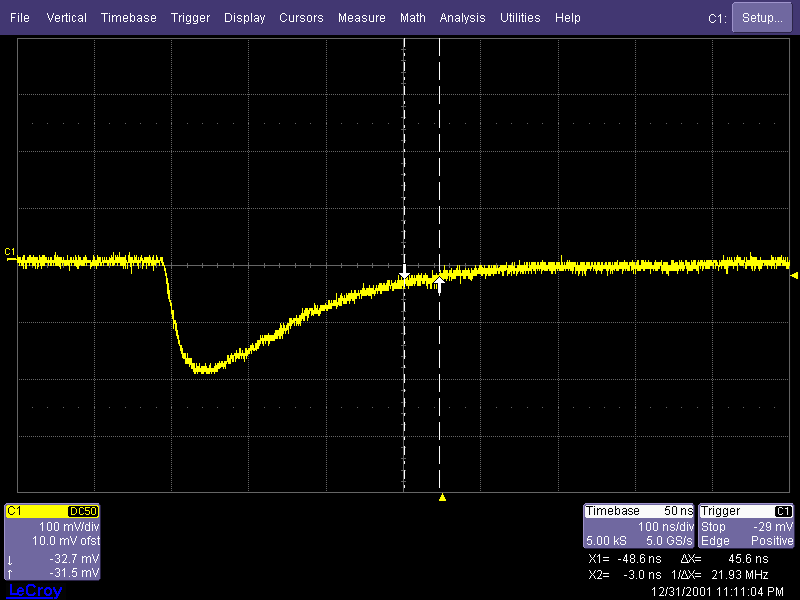 File Vertical Timebase Trigger Display Cursors Measure Math Analysis Utilities Help C1: Setup...
C1
C1 DC50
100 mV/div
10.0 mV ofst
↓ -32.7 mV
↑ -31.5 mV
Timebase 50 ns
100 ns/div
5.00 kS 5.0 GS/s
Trigger C1
Stop -29 mV
Edge Positive
X1= -48.6 ns ΔX= 45.6 ns
X2= -3.0 ns 1/ΔX= 21.93 MHz
LeCroy
12/31/2001 11:11:04 PM